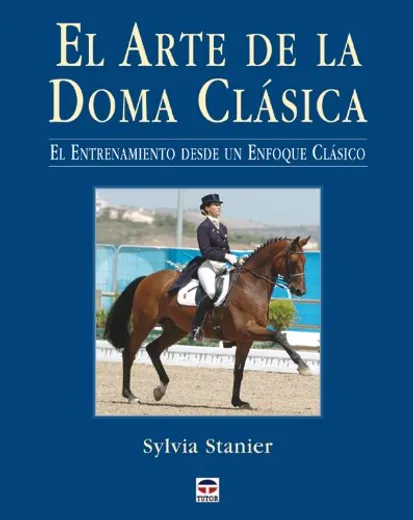 EL ARTE DE LA
DOMA CLÁSICA
EL ENTRENAMIENTO DESDE UN ENFOQUE CLÁSICO
Sylvia Stanier
TUTOR